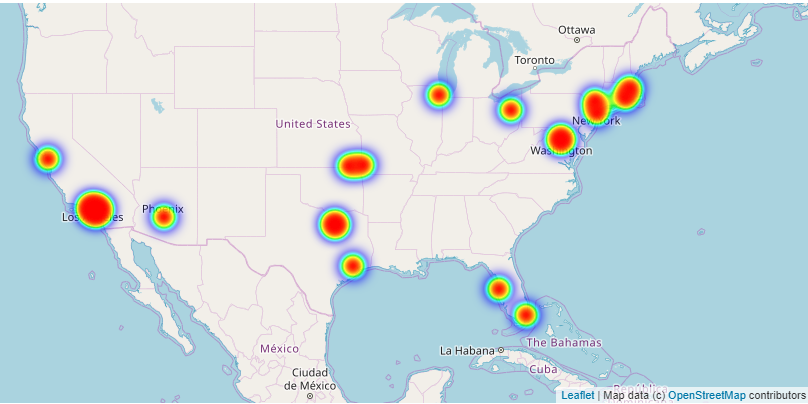 Ottawa
Toronto
United States
New York
Washington
Phoenix
Los Angeles
La Habana
The Bahamas
México
Cuba
Ciudad
de México
Leaflet | Map data (c) OpenStreetMap contributors